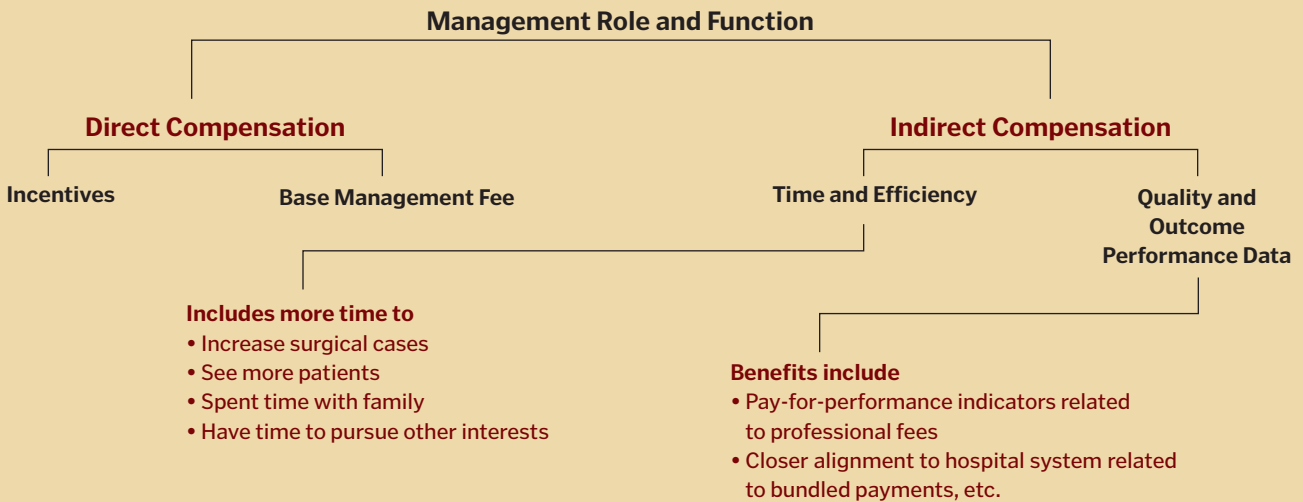 Management Role and Function
Direct Compensation
Indirect Compensation
Incentives
Base Management Fee
Time and Efficiency
Quality and
Outcome
Performance Data
Includes more time to
• Increase surgical cases
• See more patients
• Spent time with family
• Have time to pursue other interests
Benefits include
• Pay-for-performance indicators related
to professional fees
• Closer alignment to hospital system related
to bundled payments, etc.